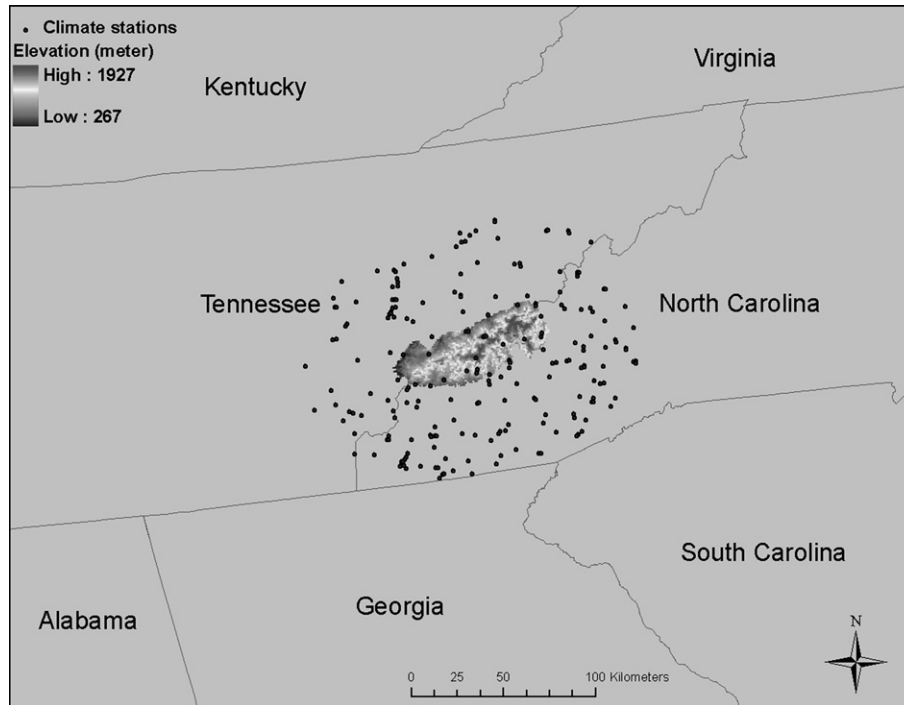 Climate stations
Elevation (meter)
High : 1927
Low : 267
Kentucky
Virginia
Tennessee
North Carolina
South Carolina
Georgia
Alabama
N
0 25 50 100 Kilometers